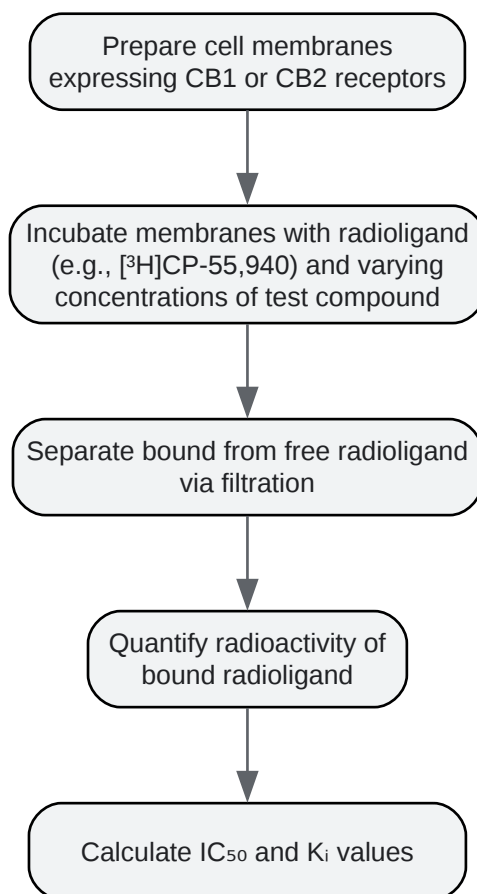 Prepare cell membranes
expressing CB1 or CB2 receptors
Incubate membranes with radioligand
(e.g., [³H]CP-55,940) and varying
concentrations of test compound
Separate bound from free radioligand
via filtration
Quantify radioactivity of
bound radioligand
Calculate IC₅₀ and Kᵢ values